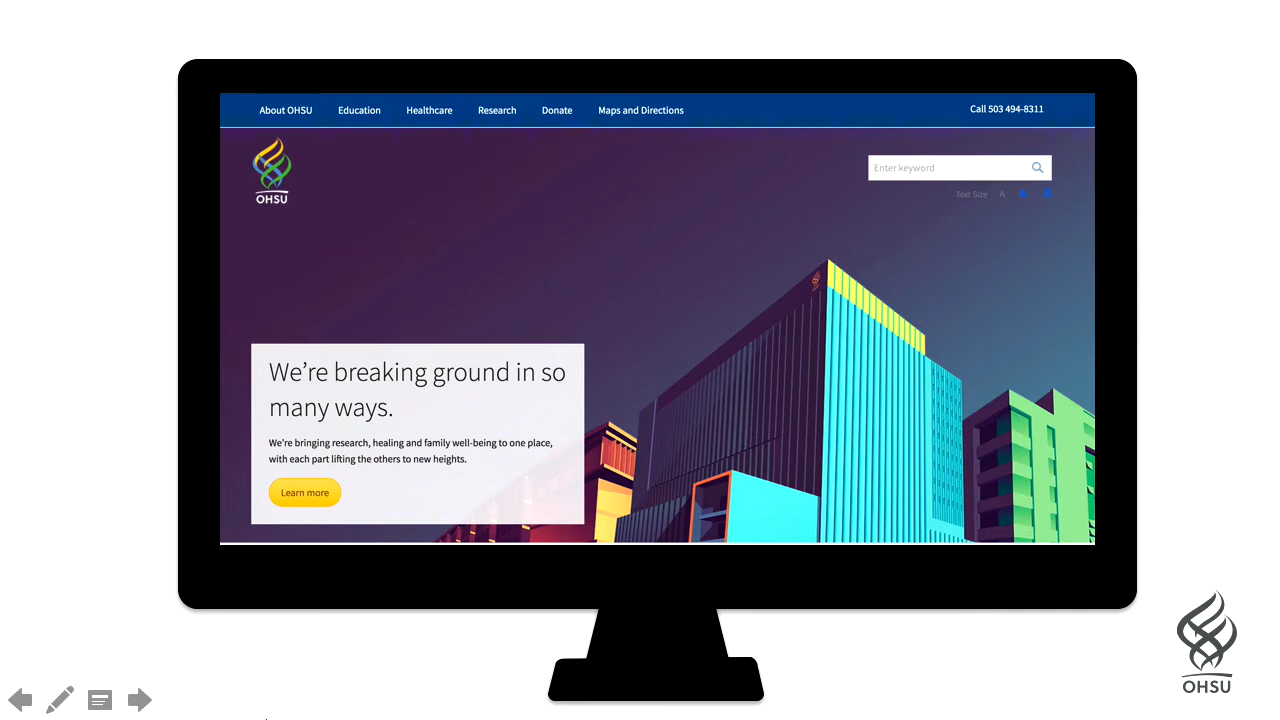 About OHSU Education Healthcare Research Donate Maps and Directions Call 503 494-8311
OHSU
Enter keyword
Text Size A A A
We're breaking ground in so
many ways.
We're bringing research, healing and family well-being to one place,
with each part lifting the others to new heights.
Learn more
OHSU